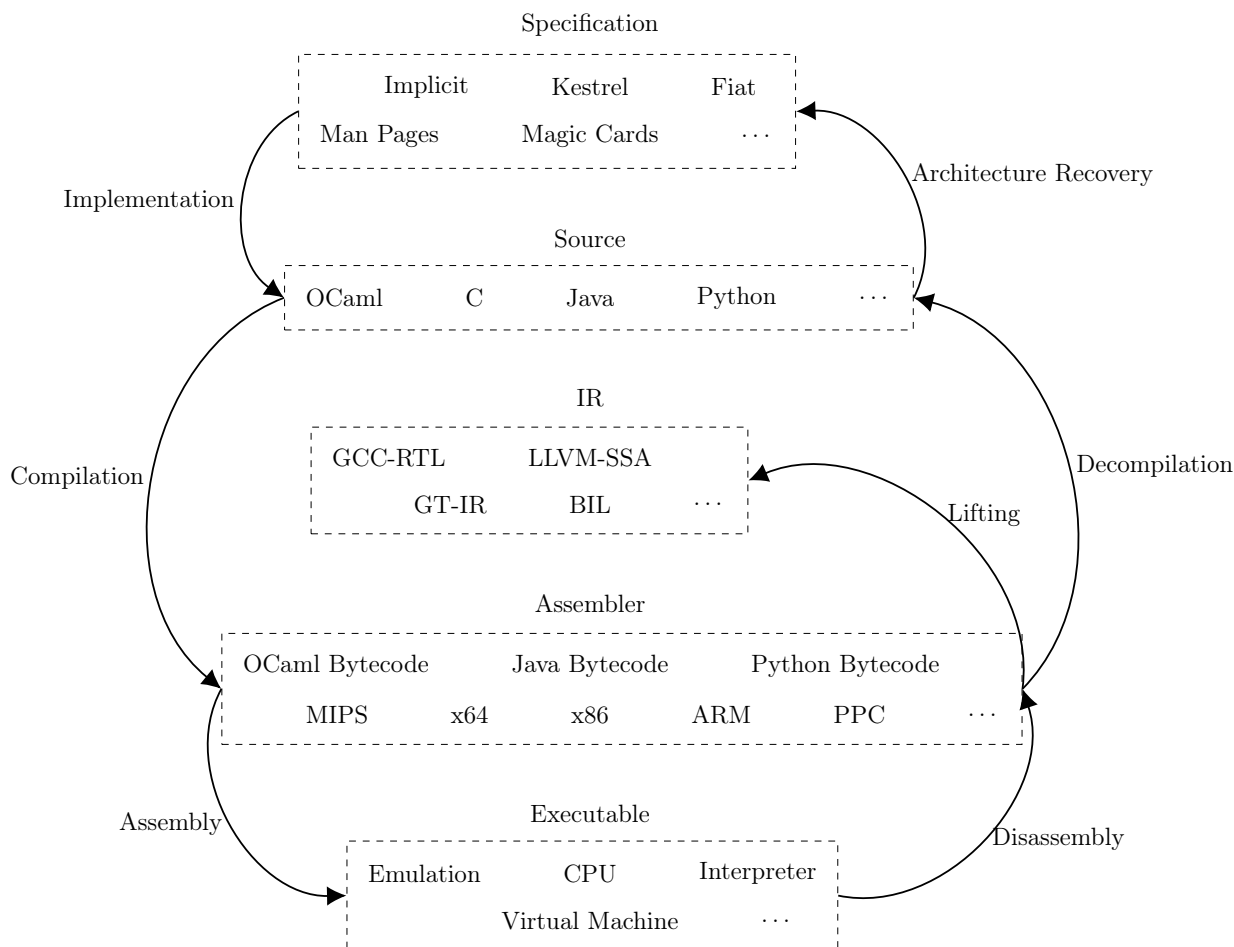 Specification
Implicit Kestrel Fiat
Man Pages Magic Cards ···
Architecture Recovery
Implementation
Source
OCaml C Java Python ···
IR
GCC-RTL LLVM-SSA
Compilation
Decompilation
GT-IR BIL ···
Lifting
Assembler
OCaml Bytecode Java Bytecode Python Bytecode
MIPS x64 x86 ARM PPC ···
Executable
Assembly
Disassembly
Emulation CPU Interpreter
Virtual Machine ···